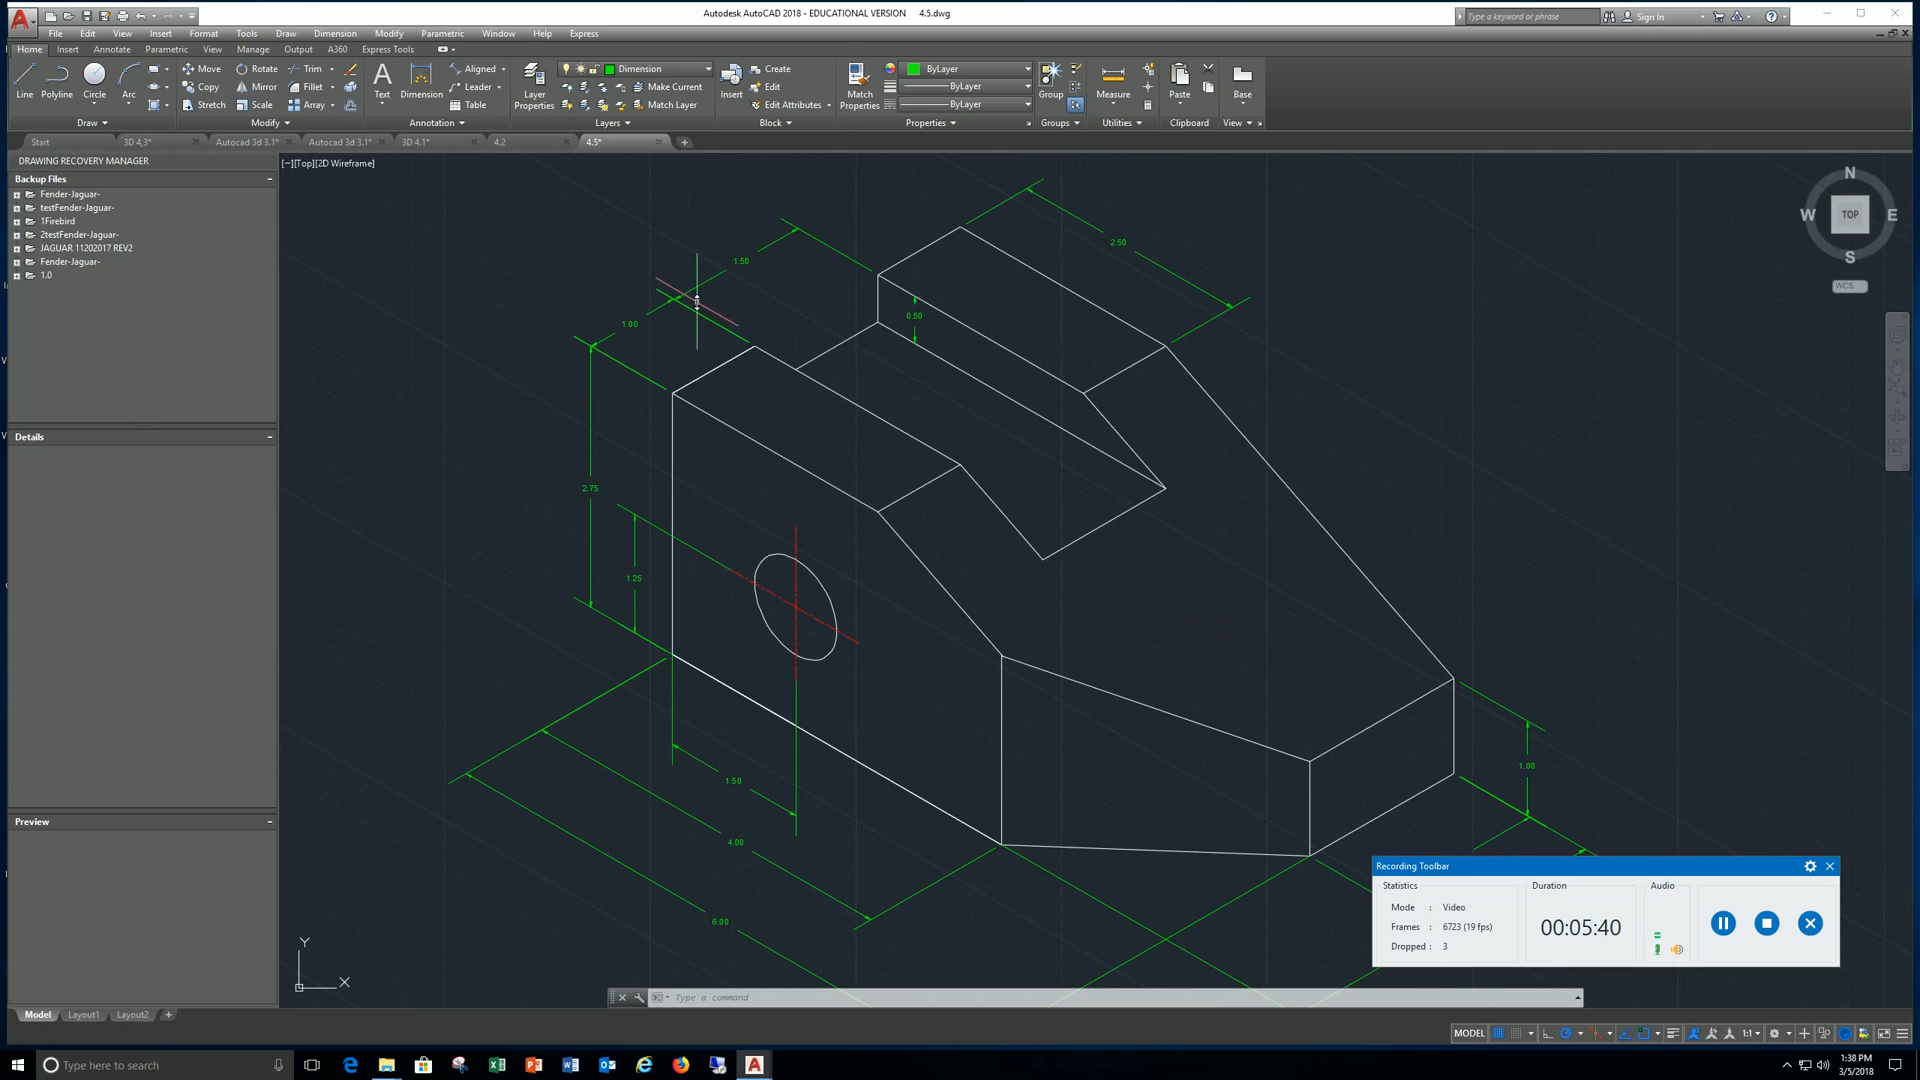 Autodesk AutoCAD 2018 - EDUCATIONAL VERSION 4.5.dwg
Type a keyword or phrase
Sign In
File Edit View Insert Format Tools Draw Dimension Modify Parametric Window Help Express
Home Insert Annotate Parametric View Manage Output A360 Express Tools
Line Polyline Circle Arc
Move Rotate Trim
Copy Mirror Fillet
Stretch Scale Array
Text Dimension
Aligned
Leader
Table
Layer Properties
Dimension
Make Current
Match Layer
Insert
Create
Edit
Edit Attributes
Match Properties
ByLayer
ByLayer
ByLayer
Group
Measure
Paste
Base
Draw Modify Annotation Layers Block Properties Groups Utilities Clipboard View
Start 3D 4,3* Autocad 3d 3.1* Autocad 3d 3.1* 3D 4.1* 4.2 4.5*
DRAWING RECOVERY MANAGER
Backup Files
Fender-Jaguar-
testFender-Jaguar-
1Firebird
2testFender-Jaguar-
JAGUAR 11202017 REV2
Fender-Jaguar-
1.0
Details
Preview
[−][Top][2D Wireframe]
N
W TOP E
S
WCS
2.50
1.50
0.50
1.00
2.75
1.25
1.50
4.00
6.00
1.00
Y
X
Recording Toolbar
Statistics
Mode : Video
Frames : 6723 (19 fps)
Dropped : 3
Duration
00:05:40
Audio
Type a command
Model Layout1 Layout2
MODEL
1:1
Type here to search
1:38 PM
3/5/2018